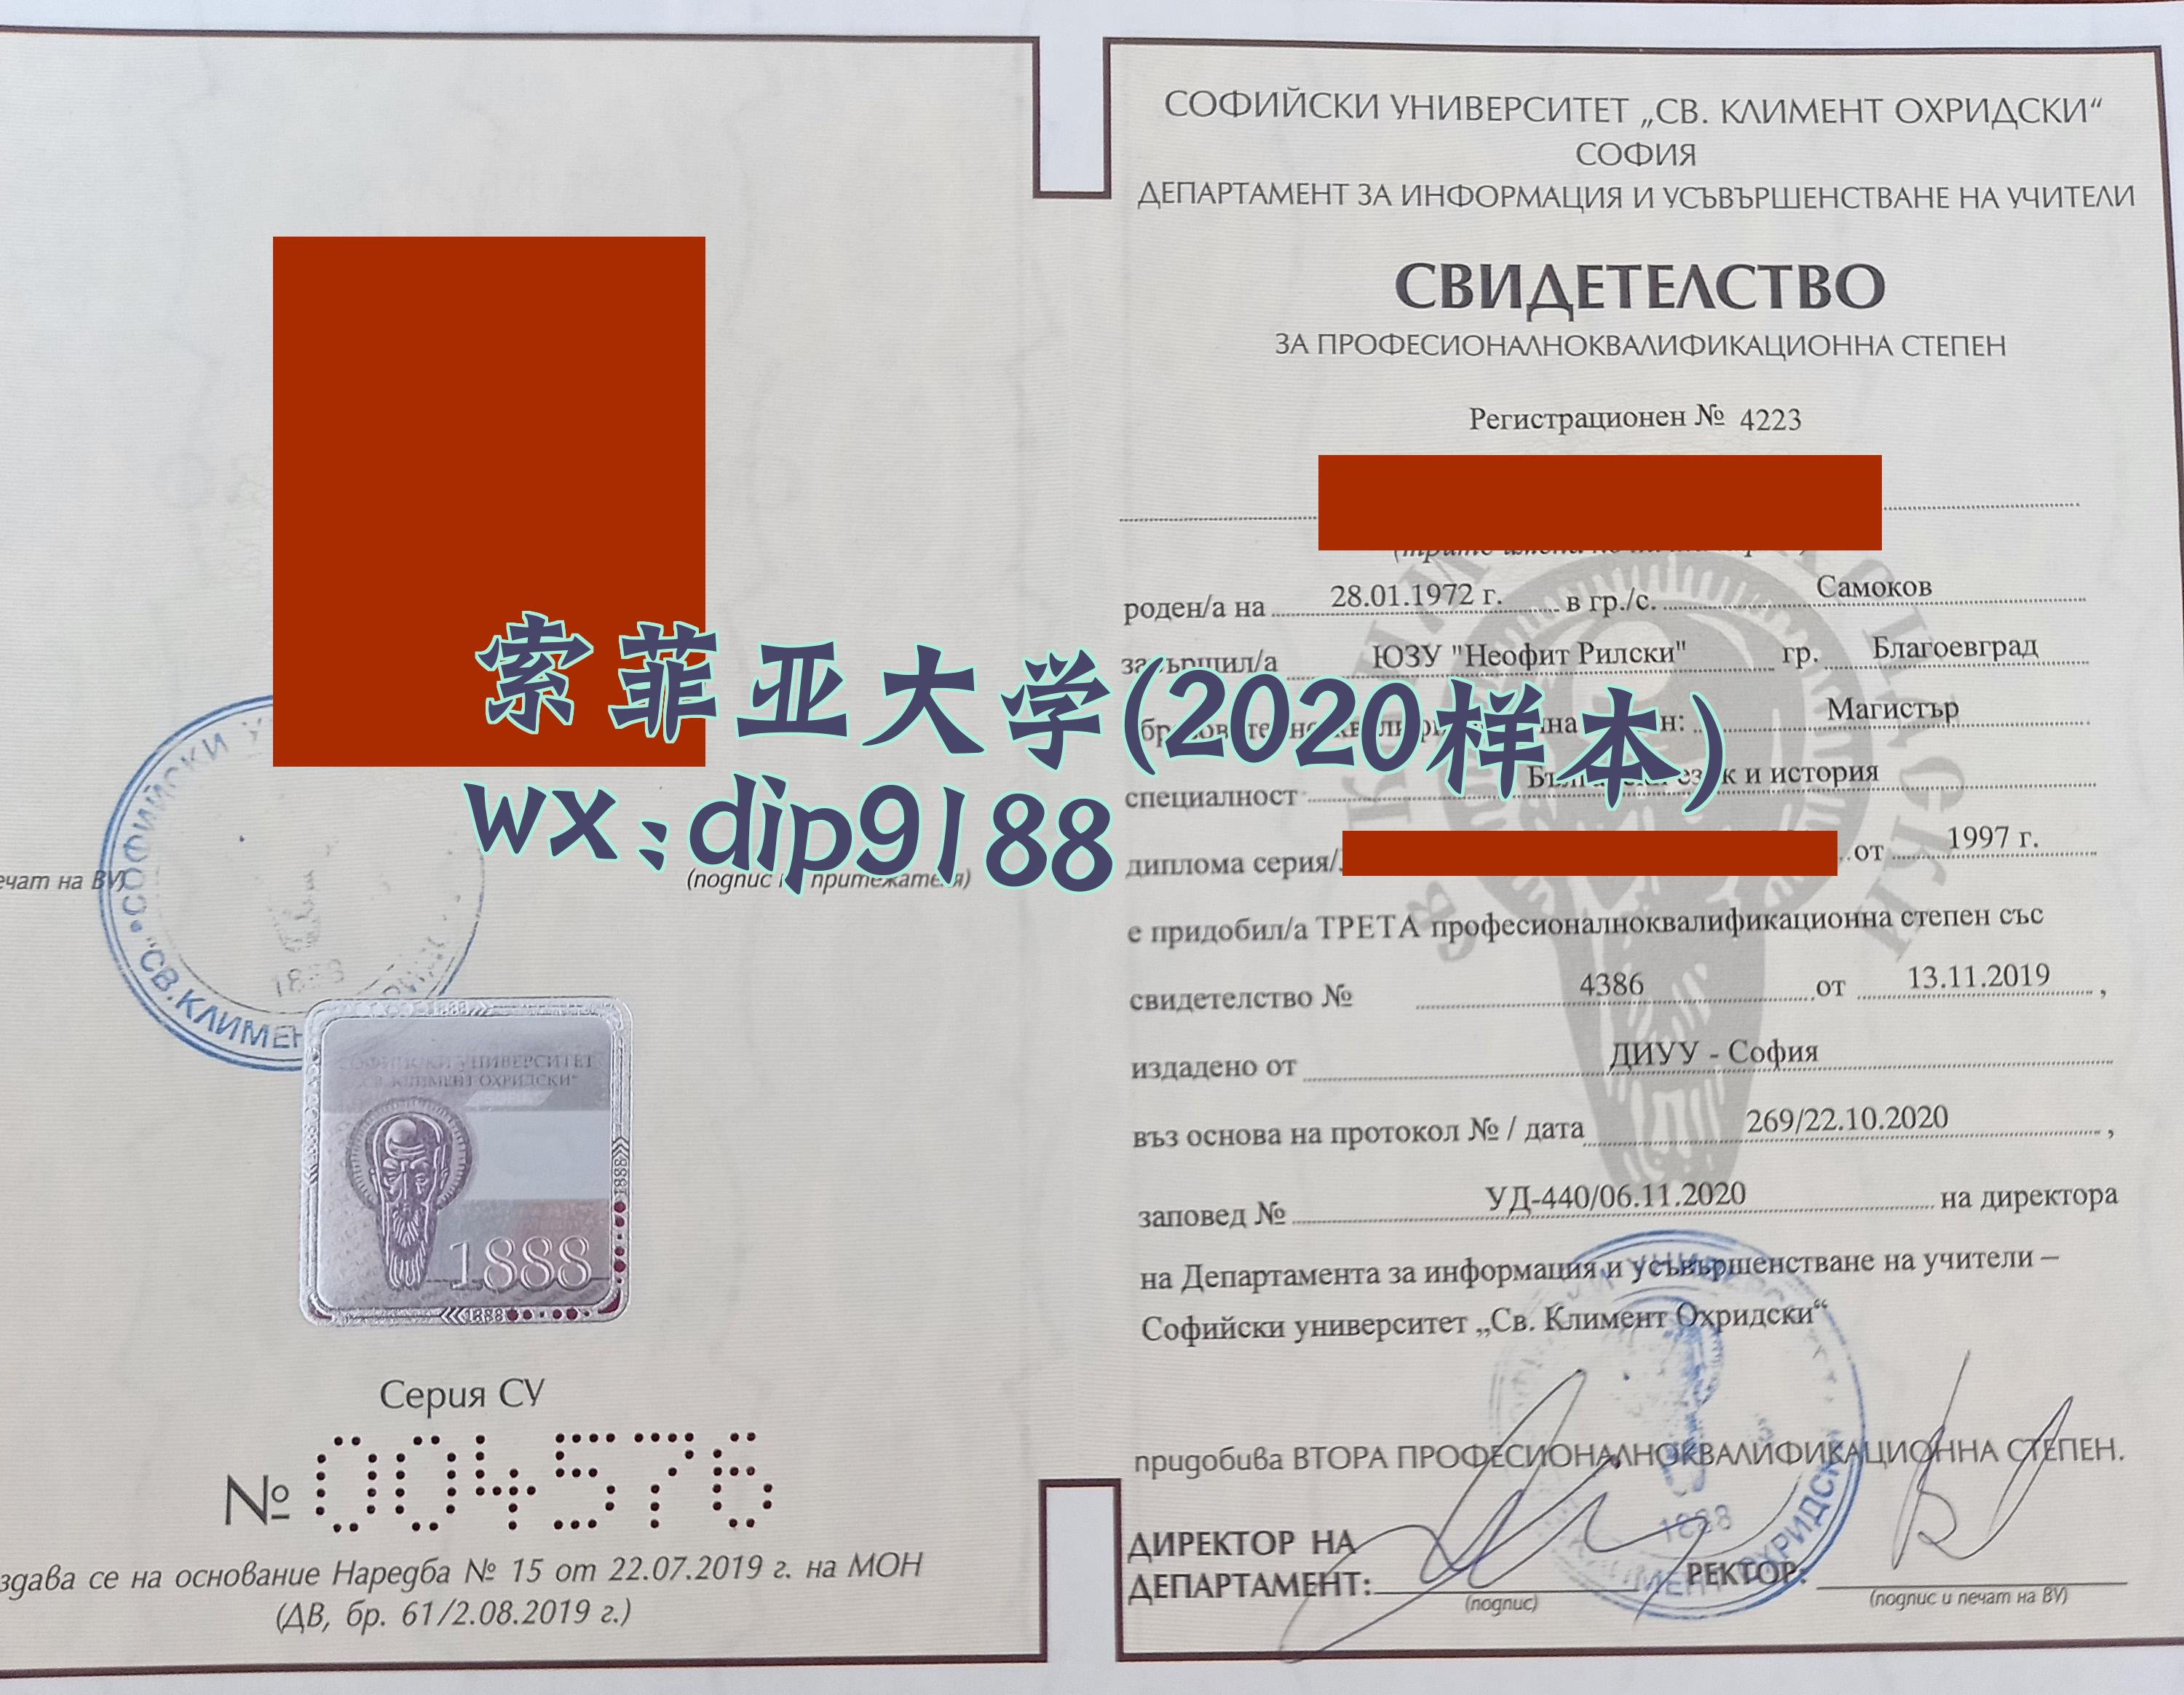 СОФИЙСКИ УНИВЕРСИТЕТ „СВ. КЛИМЕНТ ОХРИДСКИ“
СОФИЯ
ДЕПАРТАМЕНТ ЗА ИНФОРМАЦИЯ И УСЪВЪРШЕНСТВАНЕ НА УЧИТЕЛИ
СВИДЕТЕЛСТВО
ЗА ПРОФЕСИОНАЛНОКВАЛИФИКАЦИОННА СТЕПЕН
Регистрационен № 4223
роден/а на 28.01.1972 г. в гр./с. Самоков
ЮЗУ "Неофит Рилски" гр. Благоевград
Магистър
специалност и история
диплома серия/ от 1997 г.
е придобил/а ТРЕТА професионалноквалификационна степен със
свидетелство № 4386 от 13.11.2019 ,
издадено от ДИУУ - София
въз основа на протокол № / дата 269/22.10.2020 ,
заповед № УД-440/06.11.2020 на директора
на Департамента за информация и усъвършенстване на учители –
Софийски университет „Св. Климент Охридски“
придобива ВТОРА ПРОФЕСИОНАЛНОКВАЛИФИКАЦИОННА СТЕПЕН.
ДИРЕКТОР НА
ДЕПАРТАМЕНТ: РЕКТОР:
(подпис) (подпис и печат на ВУ)
索菲亚大学(2020样本)
wx:dip9188
на ВУ) (подпис
СОФИЙСКИ УНИВЕРСИТЕТ
СВ. КЛИМЕНТ ОХРИДСКИ“
1888
Серия СУ
№ 004576
се на основание Наредба № 15 от 22.07.2019 г. на МОН
(ДВ, бр. 61/2.08.2019 г.)